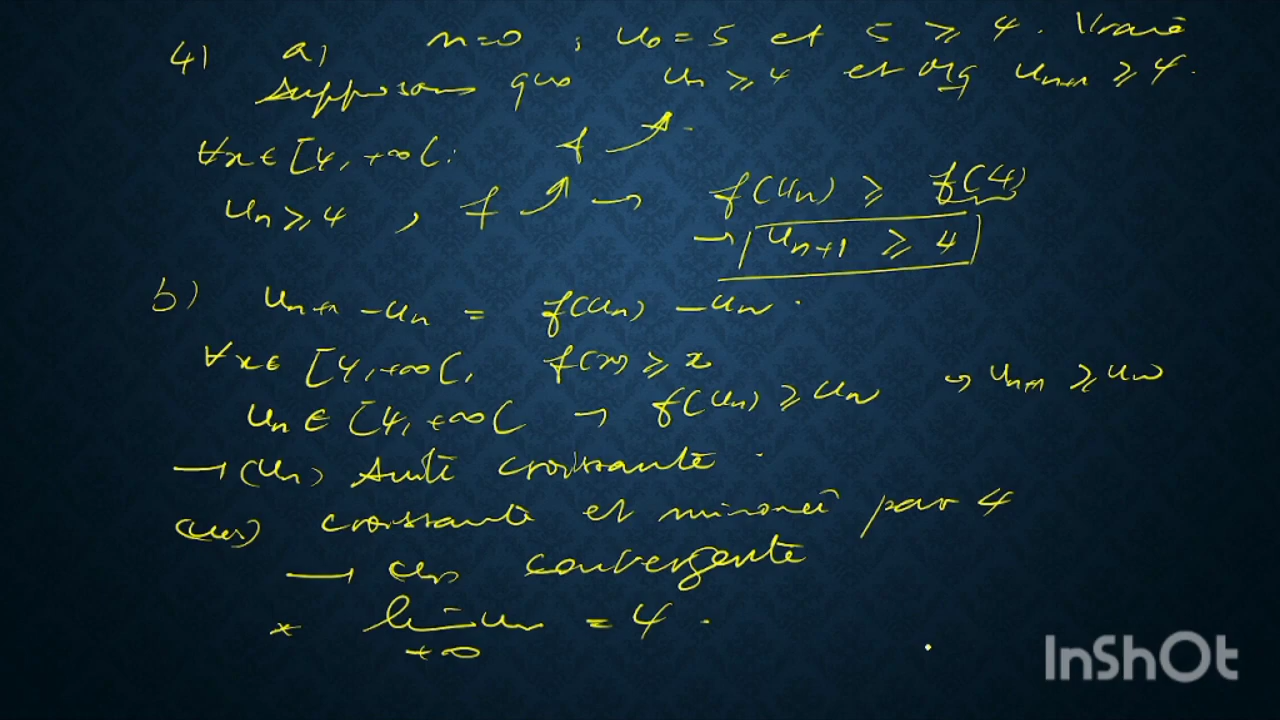 4) a) n=0 ; u₀ = 5 et 5 ⩾ 4. Vraie
Supposons que uₙ ⩾ 4 et mq uₙ₊₁ ⩾ 4.
∀x ∈ [4, +∞[: f ↗.
uₙ ⩾ 4 , f ↗ → f(uₙ) ⩾ f(4)
→ uₙ₊₁ ⩾ 4
b) uₙ₊₁ - uₙ = f(uₙ) - uₙ.
∀x ∈ [4, +∞[, f(x) ⩾ x
uₙ ∈ [4, +∞[ → f(uₙ) ⩾ uₙ → uₙ₊₁ ⩾ uₙ
→ (uₙ) suite croissante.
(uₙ) croissante et minorée par 4
→ uₙ convergente
* lim uₙ = 4.
+∞
InShOt